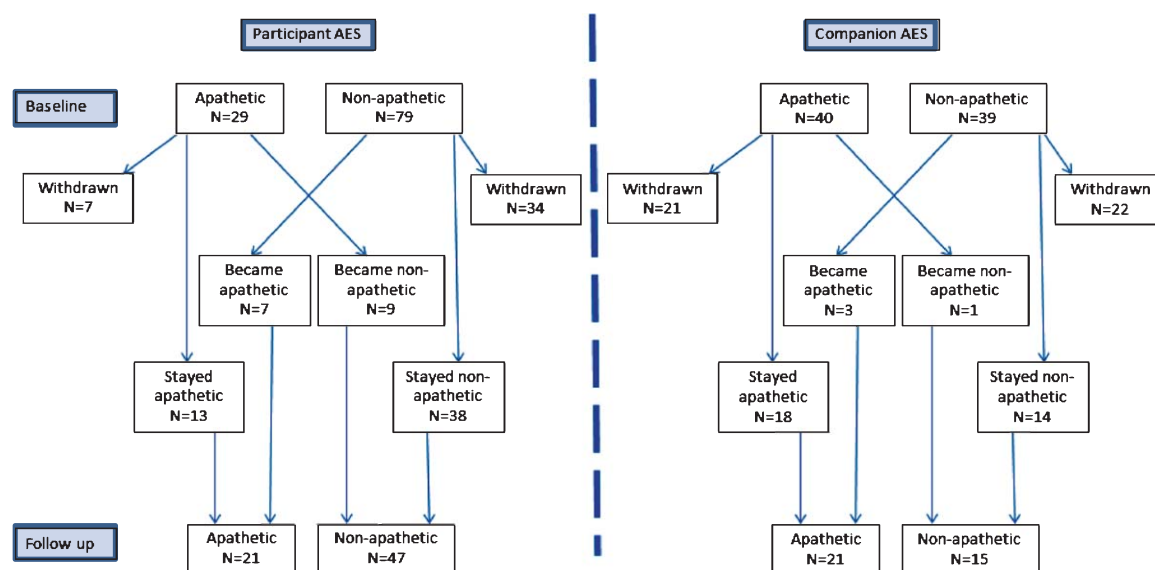 Participant AES
Companion AES
Baseline
Apathetic
N=29
Non-apathetic
N=79
Apathetic
N=40
Non-apathetic
N=39
Withdrawn
N=7
Withdrawn
N=34
Withdrawn
N=21
Withdrawn
N=22
Became
apathetic
N=7
Became non-
apathetic
N=9
Became
apathetic
N=3
Became non-
apathetic
N=1
Stayed
apathetic
N=13
Stayed non-
apathetic
N=38
Stayed
apathetic
N=18
Stayed non-
apathetic
N=14
Follow up
Apathetic
N=21
Non-apathetic
N=47
Apathetic
N=21
Non-apathetic
N=15